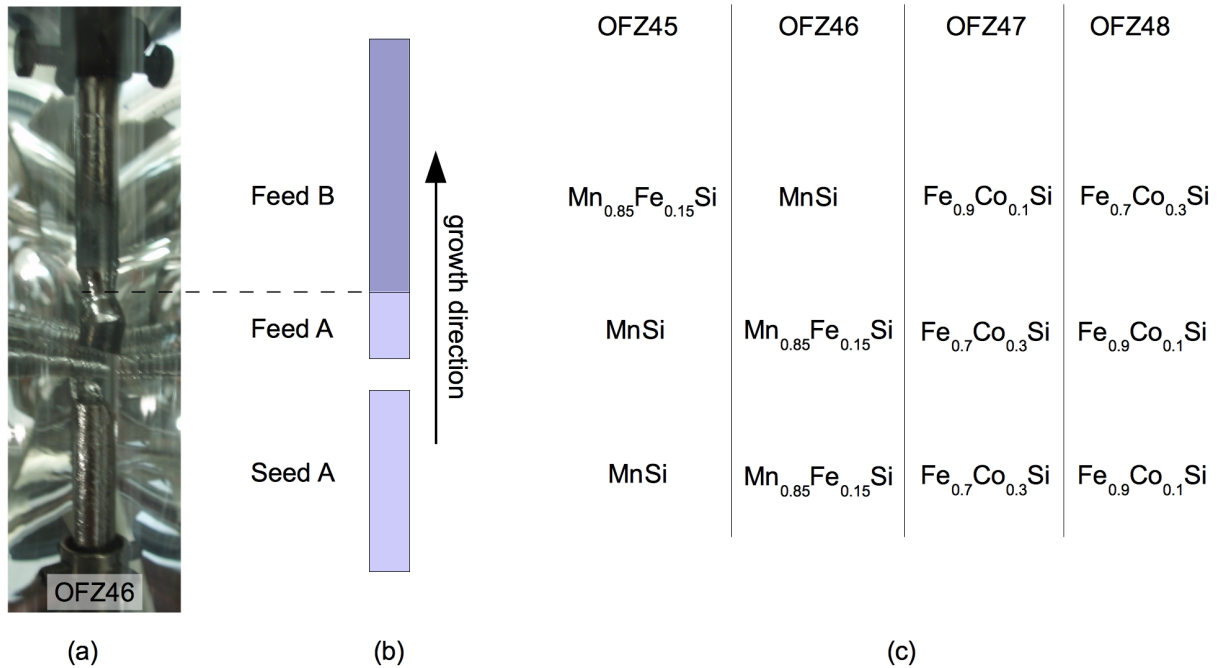 OFZ45 OFZ46 OFZ47 OFZ48
Feed B Mn0.85Fe0.15Si MnSi Fe0.9Co0.1Si Fe0.7Co0.3Si
growth direction
Feed A MnSi Mn0.85Fe0.15Si Fe0.7Co0.3Si Fe0.9Co0.1Si
Seed A MnSi Mn0.85Fe0.15Si Fe0.7Co0.3Si Fe0.9Co0.1Si
OFZ46
(a) (b) (c)